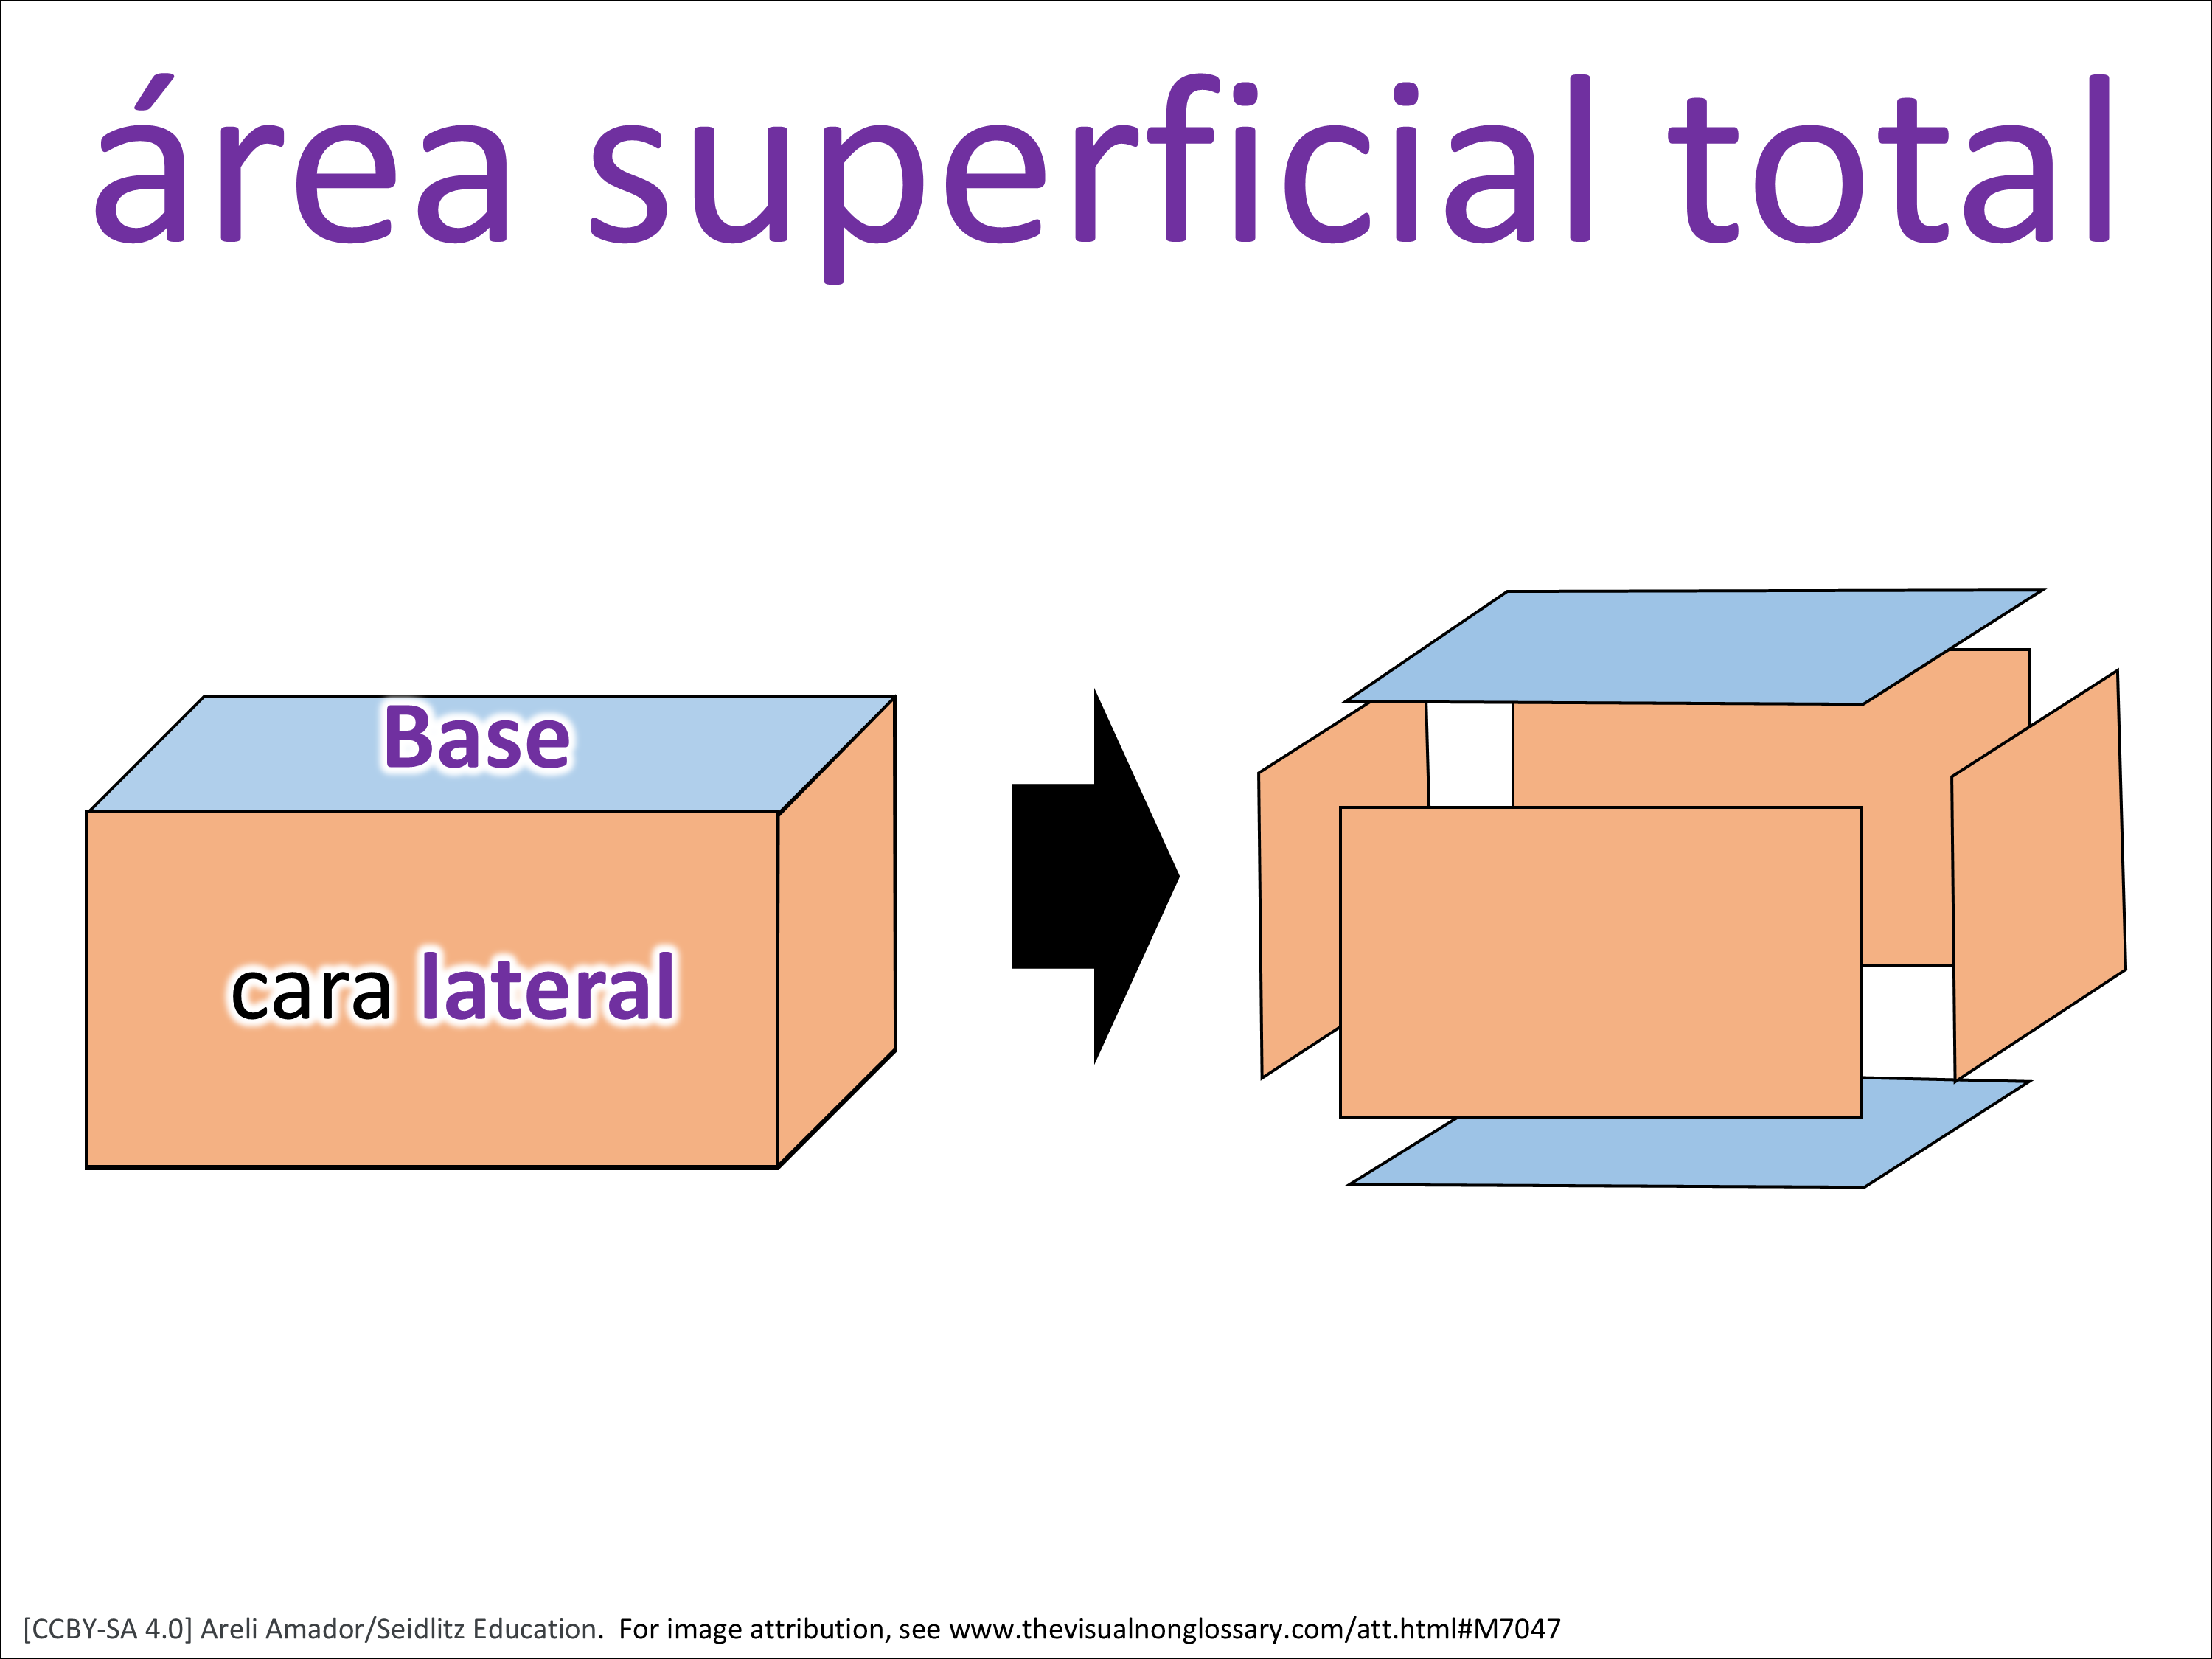 área superficial total
Base
cara lateral
[CCBY-SA 4.0] Areli Amador/Seidlitz Education.  For image attribution, see www.thevisualnonglossary.com/att.html#M7047